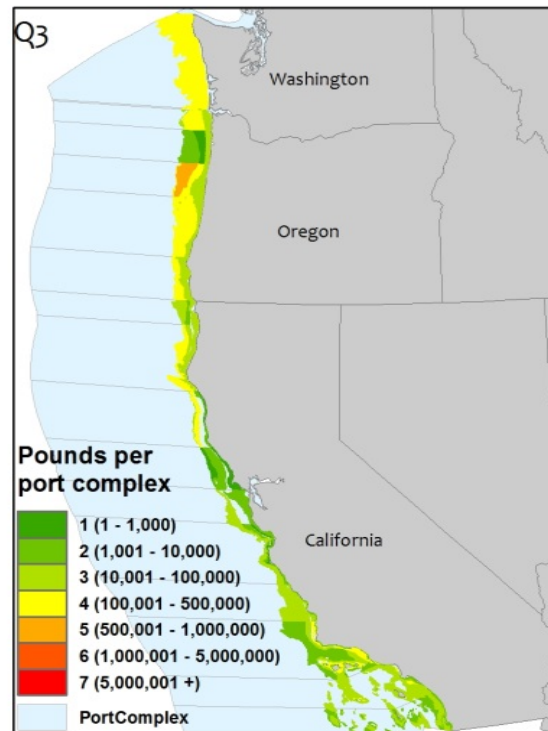 Q3
Washington
Oregon
California
Pounds per
port complex
1 (1 - 1,000)
2 (1,001 - 10,000)
3 (10,001 - 100,000)
4 (100,001 - 500,000)
5 (500,001 - 1,000,000)
6 (1,000,001 - 5,000,000)
7 (5,000,001 +)
PortComplex